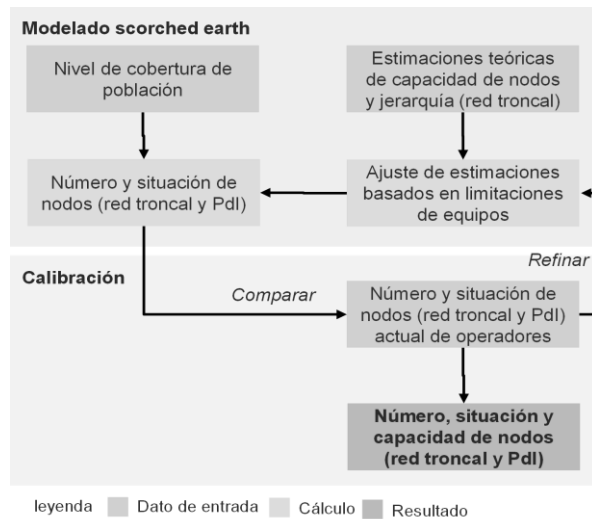 Modelado scorched earth
Nivel de cobertura de
población
Estimaciones teóricas
de capacidad de nodos
y jerarquía (red troncal)
Número y situación de
nodos (red troncal y PdI)
Ajuste de estimaciones
basados en limitaciones
de equipos
Refinar
Calibración
Comparar
Número y situación de
nodos (red troncal y PdI)
actual de operadores
Número, situación y
capacidad de nodos
(red troncal y PdI)
leyenda Dato de entrada Cálculo Resultado